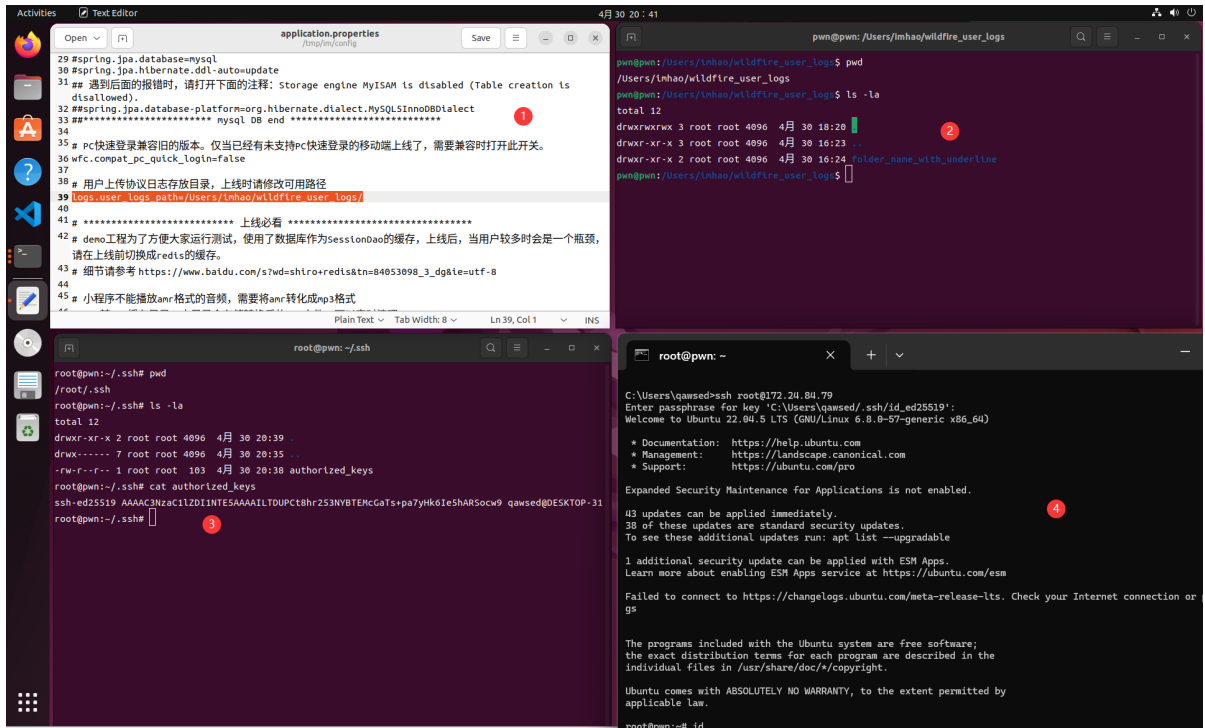 Activities
Text Editor
4月 30 20：41
Open
application.properties
/tmp/im/config
Save
29 #spring.jpa.database=mysql
30 #spring.jpa.hibernate.ddl-auto=update
31 ## 遇到后面的报错时，请打开下面的注释：Storage engine MyISAM is disabled (Table creation is
disallowed).
32 ##spring.jpa.database-platform=org.hibernate.dialect.MySQL5InnoDBDialect
33 ##*********************** mysql DB end ***************************
1
34
35 # PC快速登录兼容旧的版本。仅当已经有未支持PC快速登录的移动端上线了，需要兼容时打开此开关。
36 wfc.compat_pc_quick_login=false
37
38 # 用户上传协议日志存放目录，上线时请修改可用路径
39 logs.user_logs_path=/Users/imhao/wildfire_user_logs/
40
41 # *************************** 上线必看 *********************************
42 # demo工程为了方便大家运行测试，使用了数据库作为SessionDao的缓存，上线后，当用户较多时会是一个瓶颈，
请在上线前切换成redis的缓存。
43 # 细节请参考 https://www.baidu.com/s?wd=shiro+redis&tn=84053098_3_dg&ie=utf-8
44
45 # 小程序不能播放amr格式的音频，需要将amr转化成mp3格式
Plain Text
Tab Width: 8
Ln 39, Col 1
INS
pwn@pwn: /Users/imhao/wildfire_user_logs
pwn@pwn:/Users/imhao/wildfire_user_logs$ pwd
/Users/imhao/wildfire_user_logs
pwn@pwn:/Users/imhao/wildfire_user_logs$ ls -la
total 12
drwxrwxrwx 3 root root 4096 4月 30 18:20 .
2
drwxr-xr-x 3 root root 4096 4月 30 16:23 ..
drwxr-xr-x 2 root root 4096 4月 30 16:24 folder_name_with_underline
pwn@pwn:/Users/imhao/wildfire_user_logs$
root@pwn: ~/.ssh
root@pwn:~/.ssh# pwd
/root/.ssh
root@pwn:~/.ssh# ls -la
total 12
drwxr-xr-x 2 root root 4096 4月 30 20:39 .
drwx------ 7 root root 4096 4月 30 20:35 ..
-rw-r--r-- 1 root root 103 4月 30 20:38 authorized_keys
root@pwn:~/.ssh# cat authorized_keys
ssh-ed25519 AAAAC3NzaC1lZDI1NTE5AAAAILTDUPCt8hr253NYBTEMcGaTs+pa7yHk6Ie5hARSocw9 qawsed@DESKTOP-31
root@pwn:~/.ssh#
3
root@pwn: ~
C:\Users\qawsed>ssh root@172.24.84.79
Enter passphrase for key 'C:\Users\qawsed/.ssh/id_ed25519':
Welcome to Ubuntu 22.04.5 LTS (GNU/Linux 6.8.0-57-generic x86_64)
* Documentation: https://help.ubuntu.com
* Management: https://landscape.canonical.com
* Support: https://ubuntu.com/pro
Expanded Security Maintenance for Applications is not enabled.
4
43 updates can be applied immediately.
38 of these updates are standard security updates.
To see these additional updates run: apt list --upgradable
1 additional security update can be applied with ESM Apps.
Learn more about enabling ESM Apps service at https://ubuntu.com/esm
Failed to connect to https://changelogs.ubuntu.com/meta-release-lts. Check your Internet connection or
gs
The programs included with the Ubuntu system are free software;
the exact distribution terms for each program are described in the
individual files in /usr/share/doc/*/copyright.
Ubuntu comes with ABSOLUTELY NO WARRANTY, to the extent permitted by
applicable law.
root@pwn:~# id